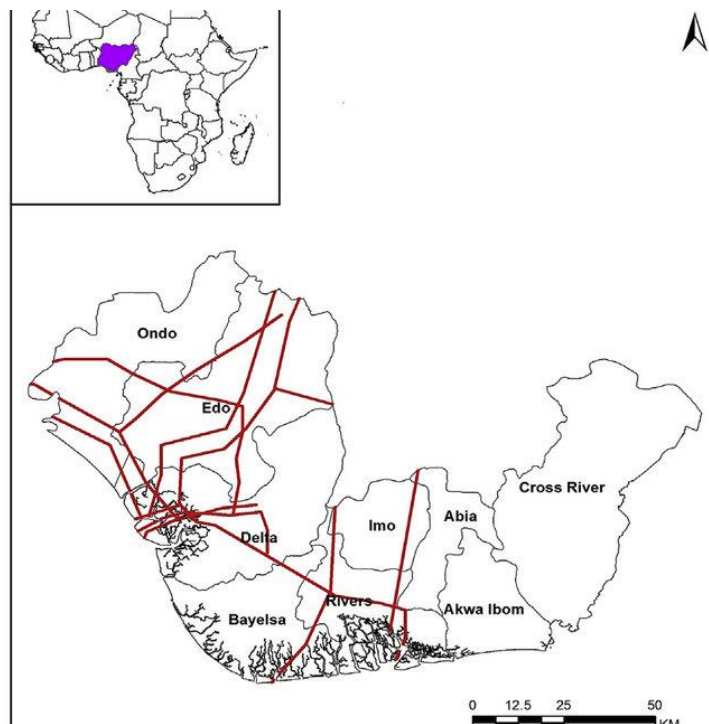 Ondo
Edo
Cross River
Imo
Abia
Delta
Rivers
Bayelsa
Akwa Ibom
0 12.5 25 50
KM